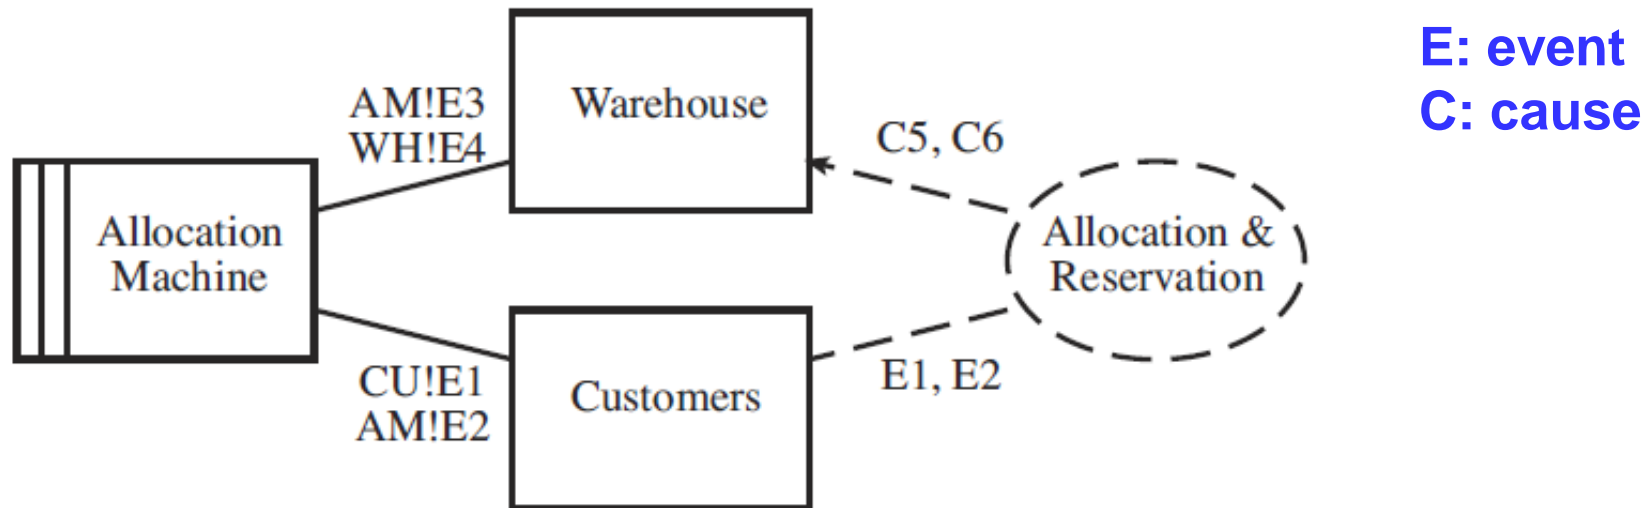 E: event
C: cause
AM!E3
WH!E4
Warehouse
C5, C6
Allocation
Machine
Allocation &
Reservation
CU!E1
AM!E2
Customers
E1, E2